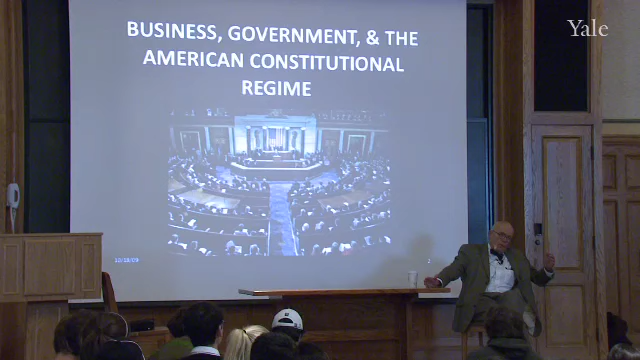 Yale
BUSINESS, GOVERNMENT, & THE
AMERICAN CONSTITUTIONAL
REGIME